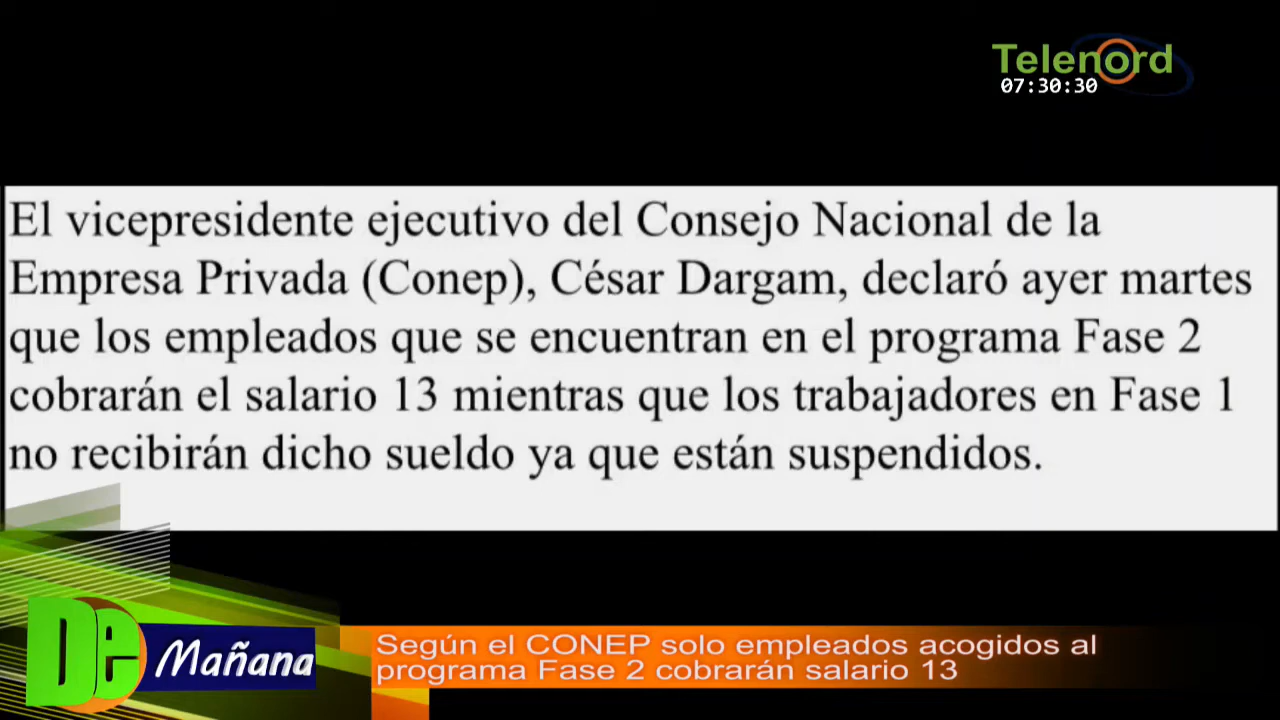 Telenord
07:30:30
El vicepresidente ejecutivo del Consejo Nacional de la
Empresa Privada (Conep), César Dargam, declaró ayer martes
que los empleados que se encuentran en el programa Fase 2
cobrarán el salario 13 mientras que los trabajadores en Fase 1
no recibirán dicho sueldo ya que están suspendidos.
De Mañana
Según el CONEP solo empleados acogidos al
programa Fase 2 cobrarán salario 13